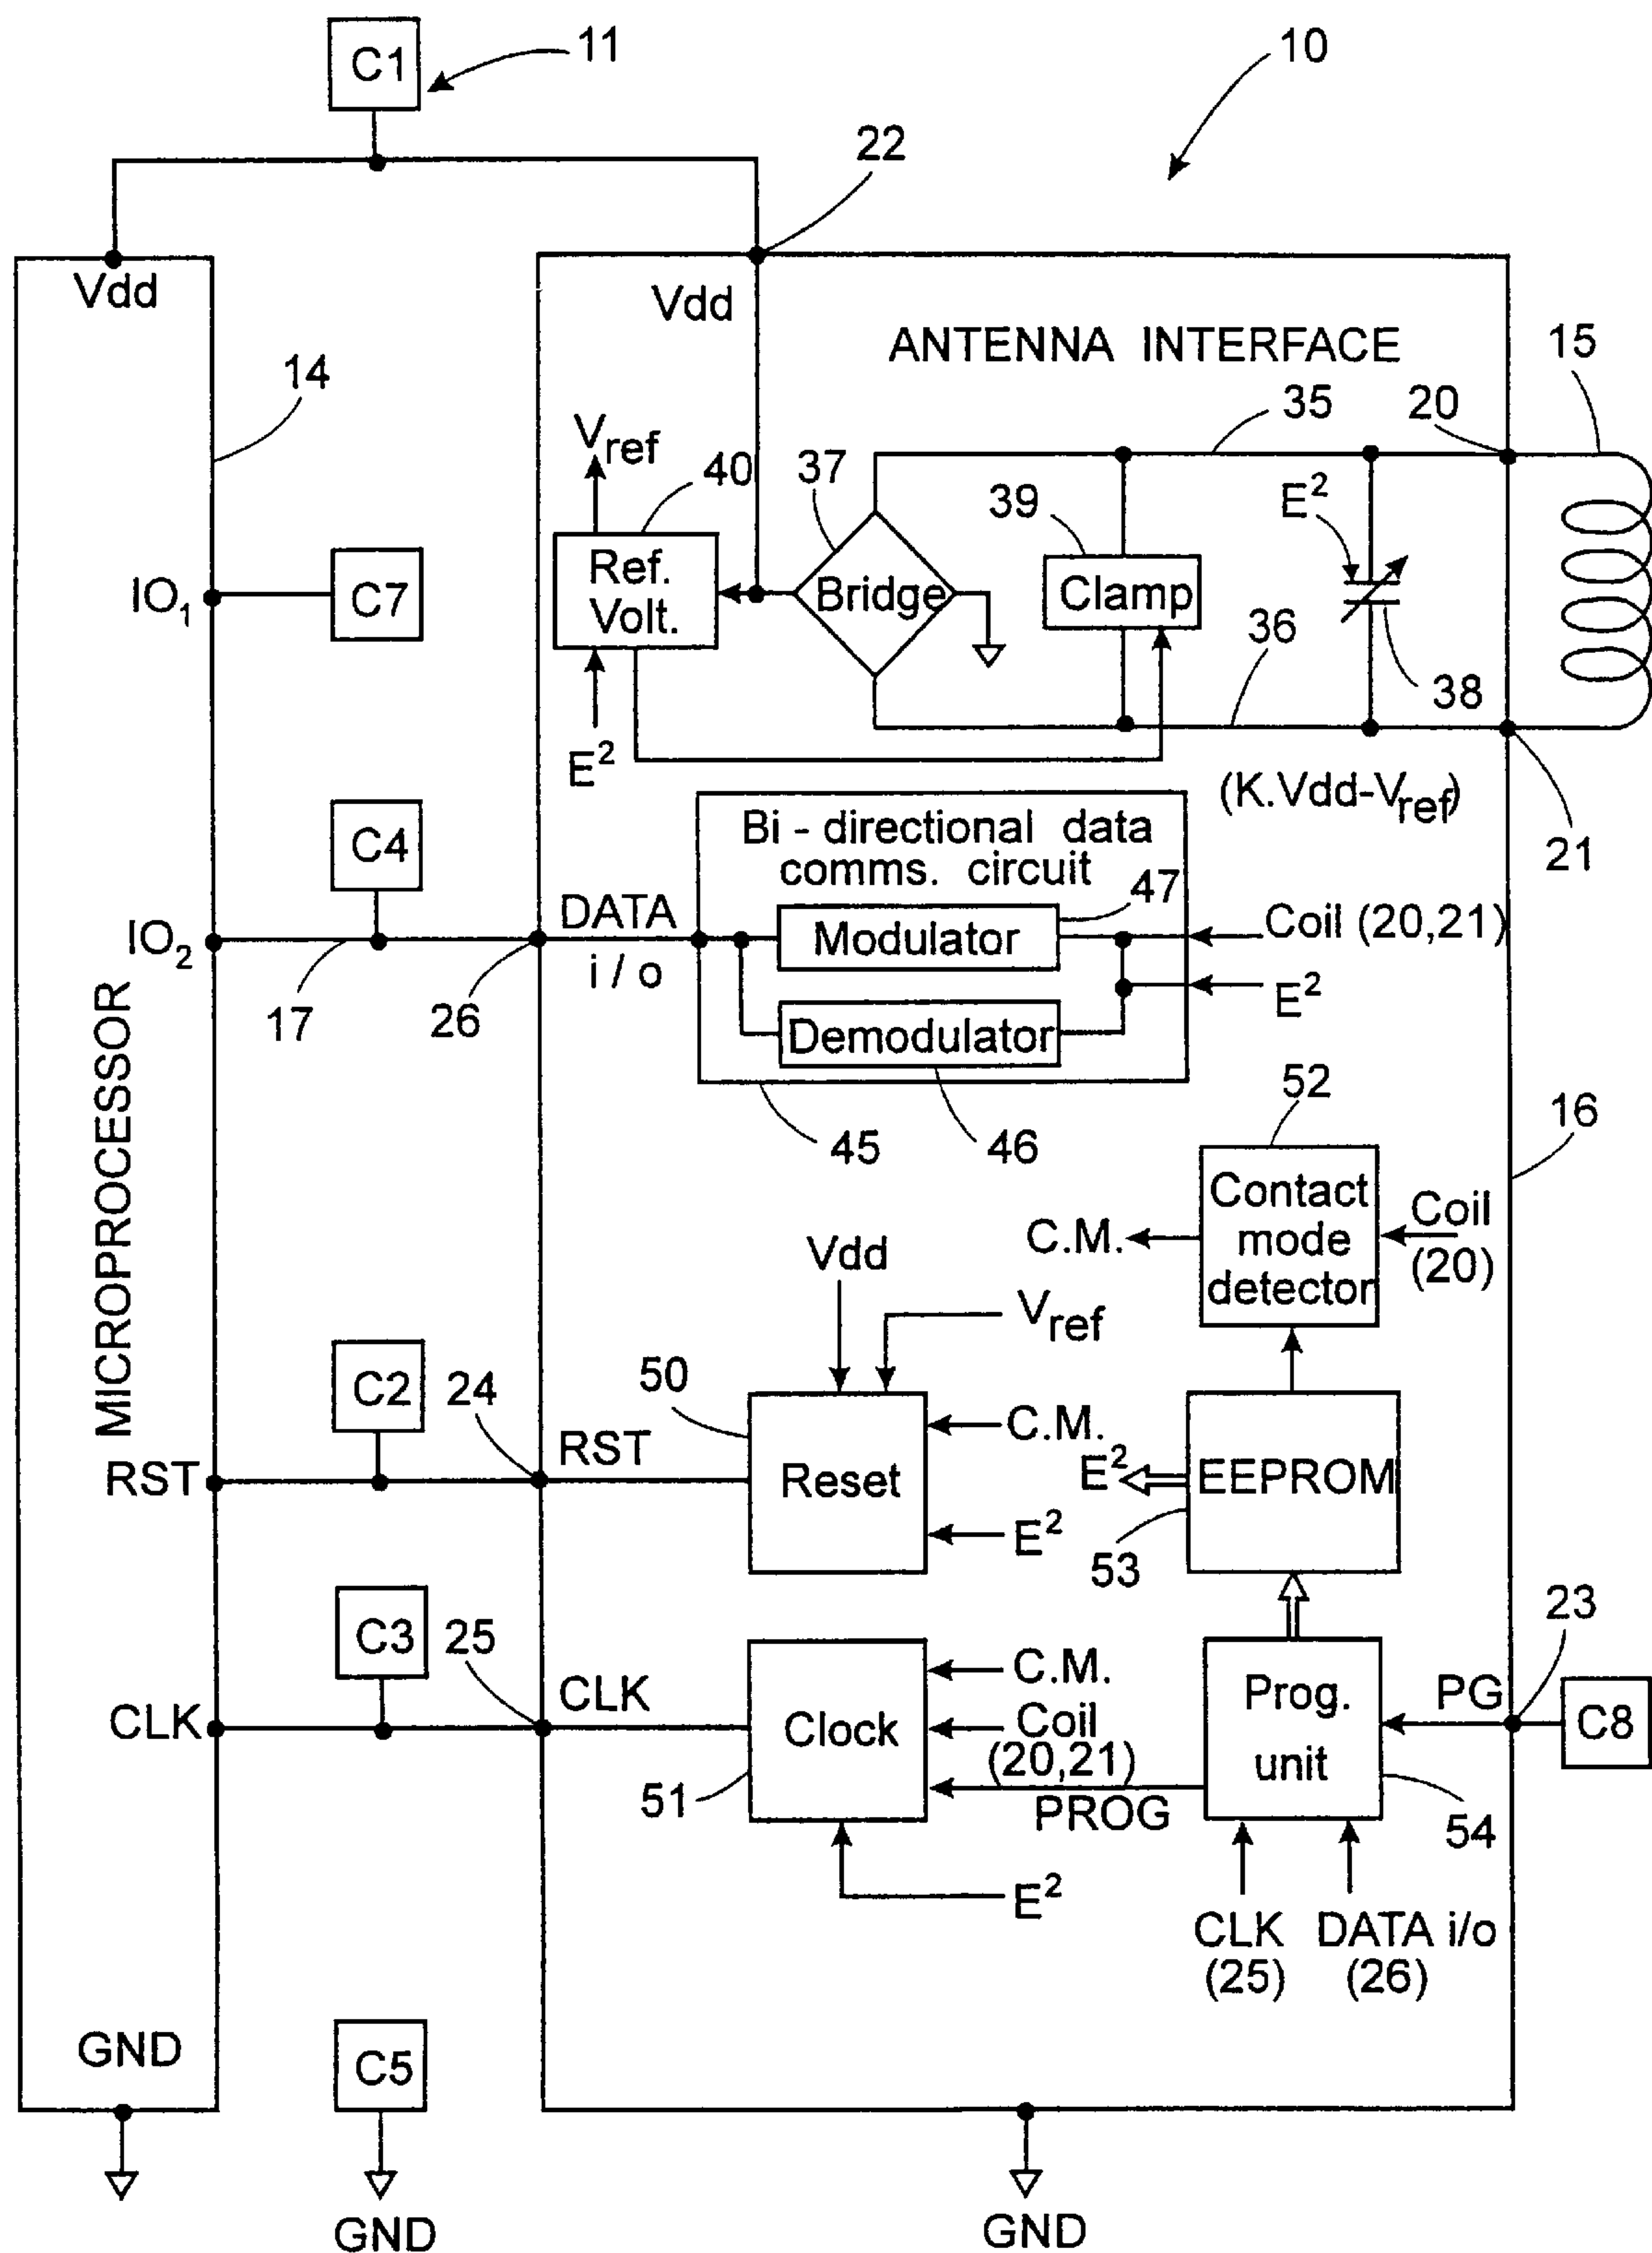 C1
11
10
22
Vdd
Vdd
ANTENNA INTERFACE
14
15
35
20
Vref
40
37
39
E²
Ref.
Volt.
Bridge
Clamp
IO₁
C7
36
38
E²
(K.Vdd-Vref)
21
C4
Bi - directional data
comms. circuit
47
DATA
i / o
Modulator
Coil (20,21)
IO₂
17
26
E²
Demodulator
45
46
52
16
MICROPROCESSOR
Contact
mode
detector
Coil
(20)
C.M.
Vdd
Vref
C2
24
50
RST
RST
Reset
C.M.
E²
E²
EEPROM
53
C3
25
23
CLK
CLK
Clock
51
C.M.
Coil
(20,21)
PROG
E²
Prog.
unit
PG
C8
54
CLK
(25)
DATA i/o
(26)
GND
C5
GND
GND